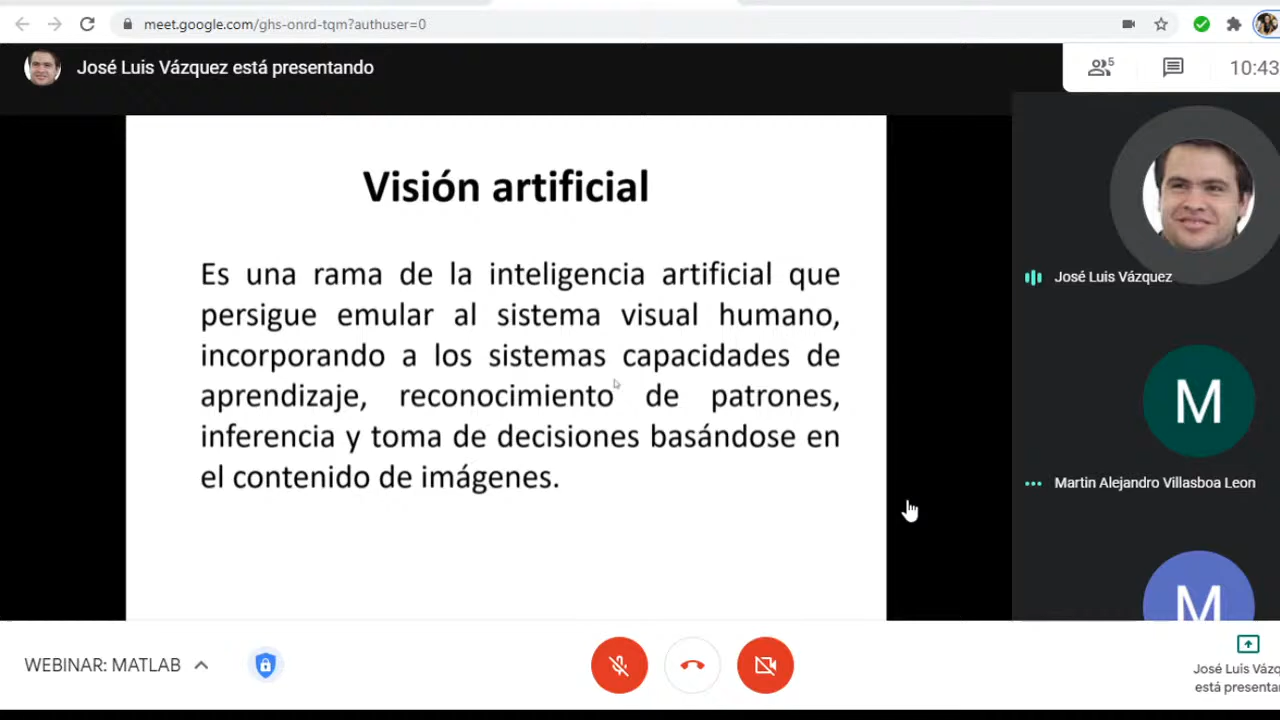 meet.google.com/ghs-onrd-tqm?authuser=0
José Luis Vázquez está presentando
5
10:43
Visión artificial
Es una rama de la inteligencia artificial que
persigue emular al sistema visual humano,
incorporando a los sistemas capacidades de
aprendizaje, reconocimiento de patrones,
inferencia y toma de decisiones basándose en
el contenido de imágenes.
José Luis Vázquez
M
Martin Alejandro Villasboa Leon
M
WEBINAR: MATLAB
José Luis Vázq
está presenta